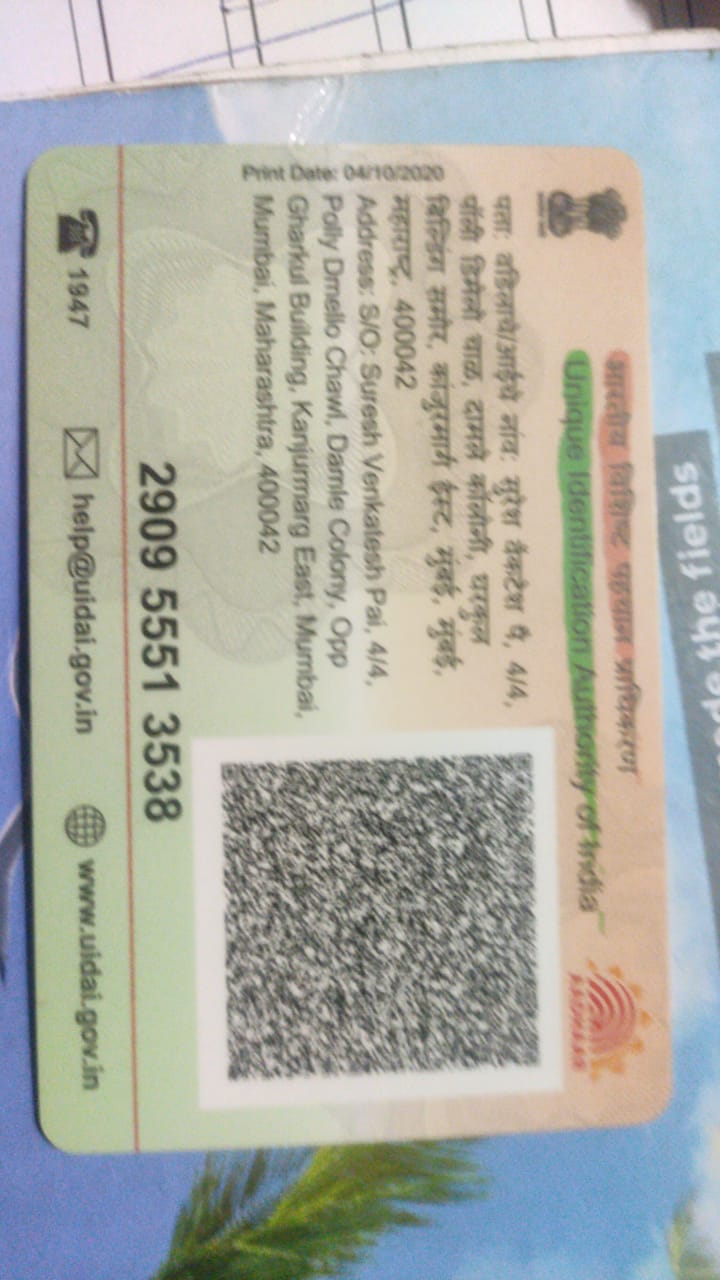 भारतीय विशिष्ट पहचान प्राधिकरण
Unique Identification Authority of India
AADHAAR
Print Date: 04/10/2020
पत्ता: वडिलाचे/आईचे नांव: सुरेश वेंकटेश पै, 4/4,
पॉली डिमेलो चाळ, दामले कॉलोनी, घरकुल
बिल्डिंग समोर, कांजुरमार्ग ईस्ट, मुंबई, मुंबई,
महाराष्ट्र, 400042
Address: S/O: Suresh Venkatesh Pai, 4/4,
Polly Dmello Chawl, Damle Colony, Opp
Gharkul Building, Kanjurmarg East, Mumbai,
Mumbai, Maharashtra, 400042
2909 5551 3538
1947
help@uidai.gov.in
www.uidai.gov.in
the fields